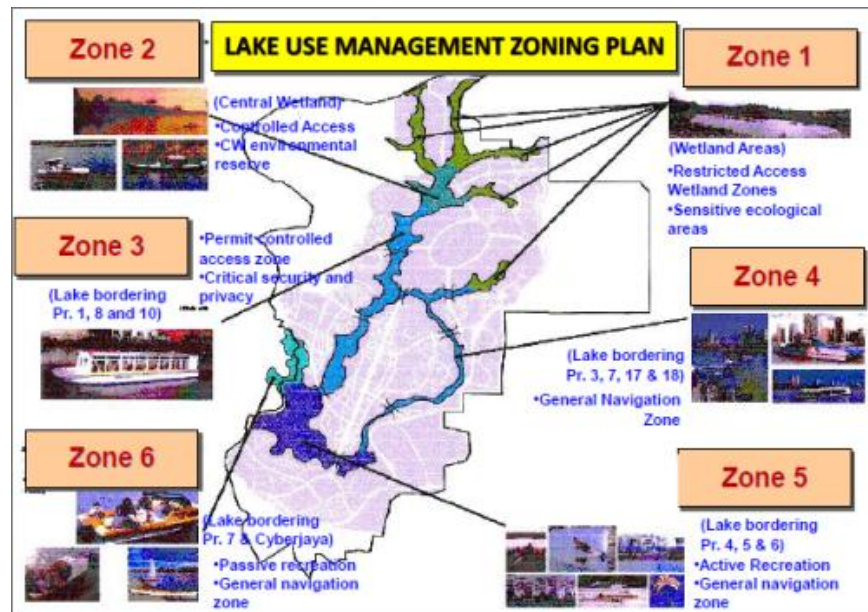 LAKE USE MANAGEMENT ZONING PLAN
Zone 2
(Central Wetland)
•Controlled Access
•CW environmental
reserve
Zone 1
(Wetland Areas)
•Restricted Access
Wetland Zones
•Sensitive ecological
areas
Zone 3
•Permit controlled
access zone
•Critical security and
privacy
(Lake bordering
Pr. 1, 8 and 10)
Zone 4
(Lake bordering
Pr. 3, 7, 17 & 18)
•General Navigation
Zone
Zone 6
(Lake bordering
Pr. 7 & Cyberjaya)
•Passive recreation
•General navigation
zone
Zone 5
(Lake bordering
Pr. 4, 5 & 6)
•Active Recreation
•General navigation
zone